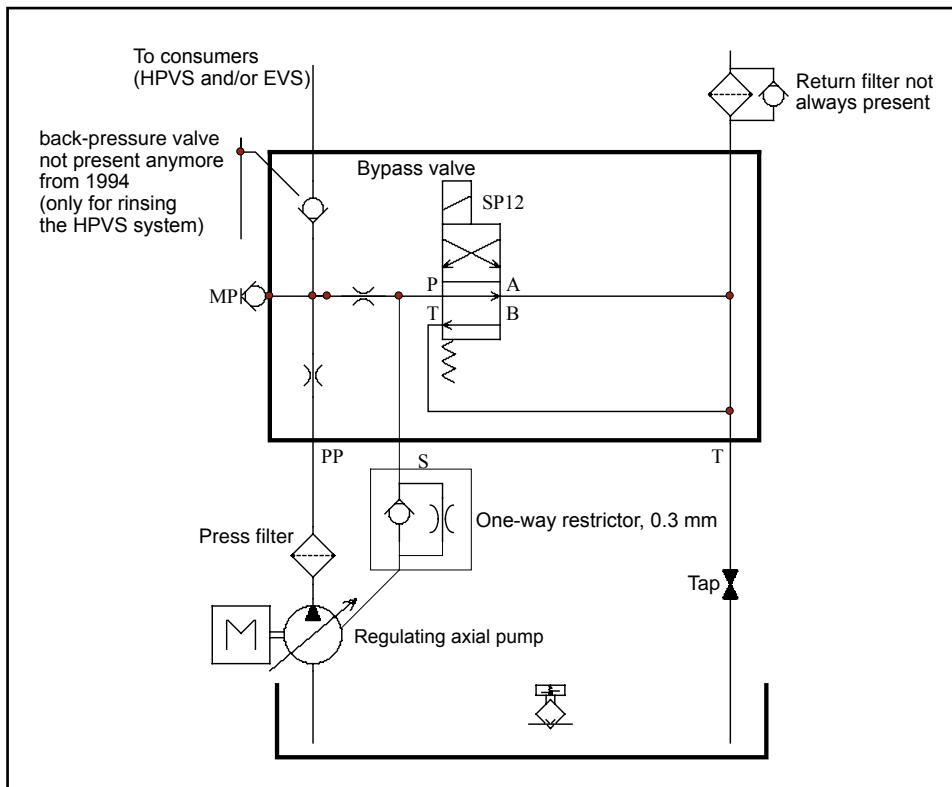 To consumers
(HPVS and/or EVS)
Return filter not
always present
back-pressure valve
not present anymore
from 1994
(only for rinsing
the HPVS system)
Bypass valve
SP12
MP
P
A
T
B
PP
S
T
One-way restrictor, 0.3 mm
Press filter
Tap
M
Regulating axial pump